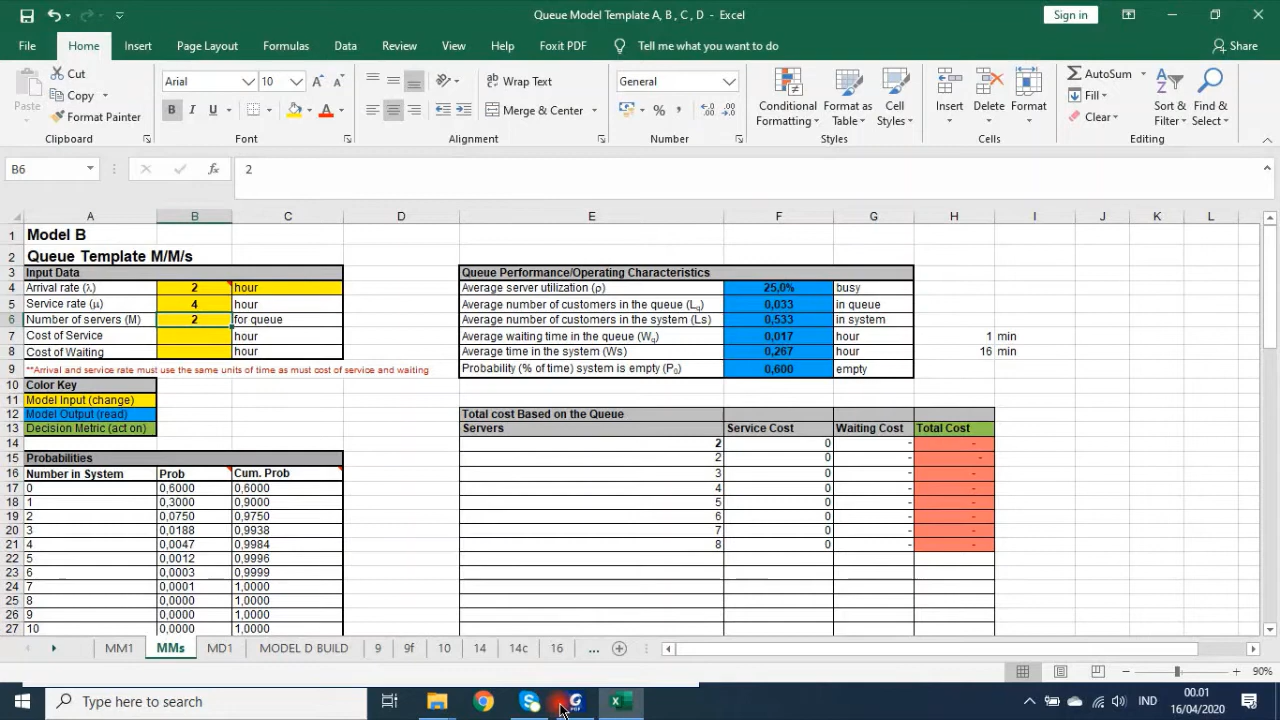 Queue Model Template A, B , C , D - Excel
Sign in
File Home Insert Page Layout Formulas Data Review View Help Foxit PDF Tell me what you want to do Share
Cut
Copy
Format Painter
Paste
Clipboard
Arial 10
B I U
Font
Wrap Text
Merge & Center
Alignment
General
Number
Conditional Formatting
Format as Table
Cell Styles
Styles
Insert Delete Format
Cells
AutoSum
Fill
Clear
Sort & Filter
Find & Select
Editing
B6 fx 2
A B C D E F G H I J K L
1 Model B
2 Queue Template M/M/s
3 Input Data Queue Performance/Operating Characteristics
4 Arrival rate (λ) 2 hour Average server utilization (ρ) 25,0% busy
5 Service rate (μ) 4 hour Average number of customers in the queue (Lq) 0,033 in queue
6 Number of servers (M) 2 for queue Average number of customers in the system (Ls) 0,533 in system
7 Cost of Service hour Average waiting time in the queue (Wq) 0,017 hour 1 min
8 Cost of Waiting hour Average time in the system (Ws) 0,267 hour 16 min
9 **Arrival and service rate must use the same units of time as must cost of service and waiting Probability (% of time) system is empty (P0) 0,600 empty
10 Color Key
11 Model Input (change)
12 Model Output (read) Total cost Based on the Queue
13 Decision Metric (act on) Servers Service Cost Waiting Cost Total Cost
14 2 0 - -
15 Probabilities 2 0 - -
16 Number in System Prob Cum. Prob 3 0 - -
17 0 0,6000 0,6000 4 0 - -
18 1 0,3000 0,9000 5 0 - -
19 2 0,0750 0,9750 6 0 - -
20 3 0,0188 0,9938 7 0 - -
21 4 0,0047 0,9984 8 0 - -
22 5 0,0012 0,9996
23 6 0,0003 0,9999
24 7 0,0001 1,0000
25 8 0,0000 1,0000
26 9 0,0000 1,0000
27 10 0,0000 1,0000
MM1 MMs MD1 MODEL D BUILD 9 9f 10 14 14c 16 ...
90%
Type here to search
IND
00.01
16/04/2020